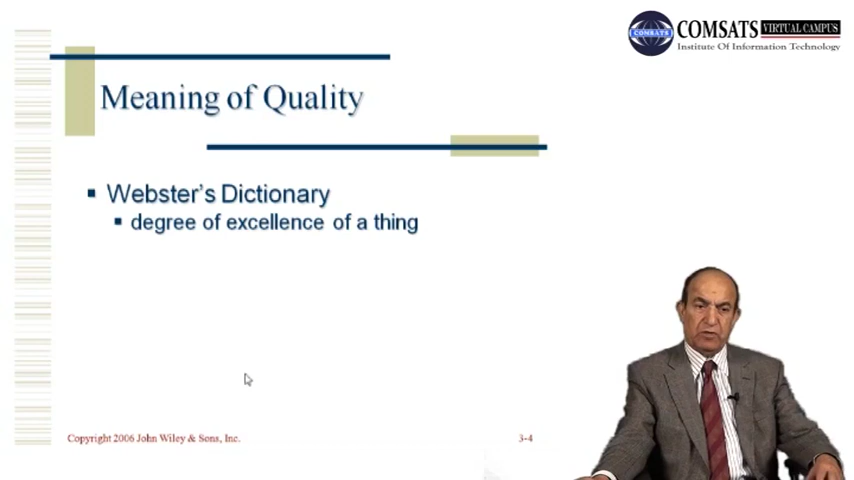 COMSATS VIRTUAL CAMPUS
Institute Of Information Technology
COMSATS
Meaning of Quality
Webster's Dictionary
degree of excellence of a thing
Copyright 2006 John Wiley & Sons, Inc.
3-4